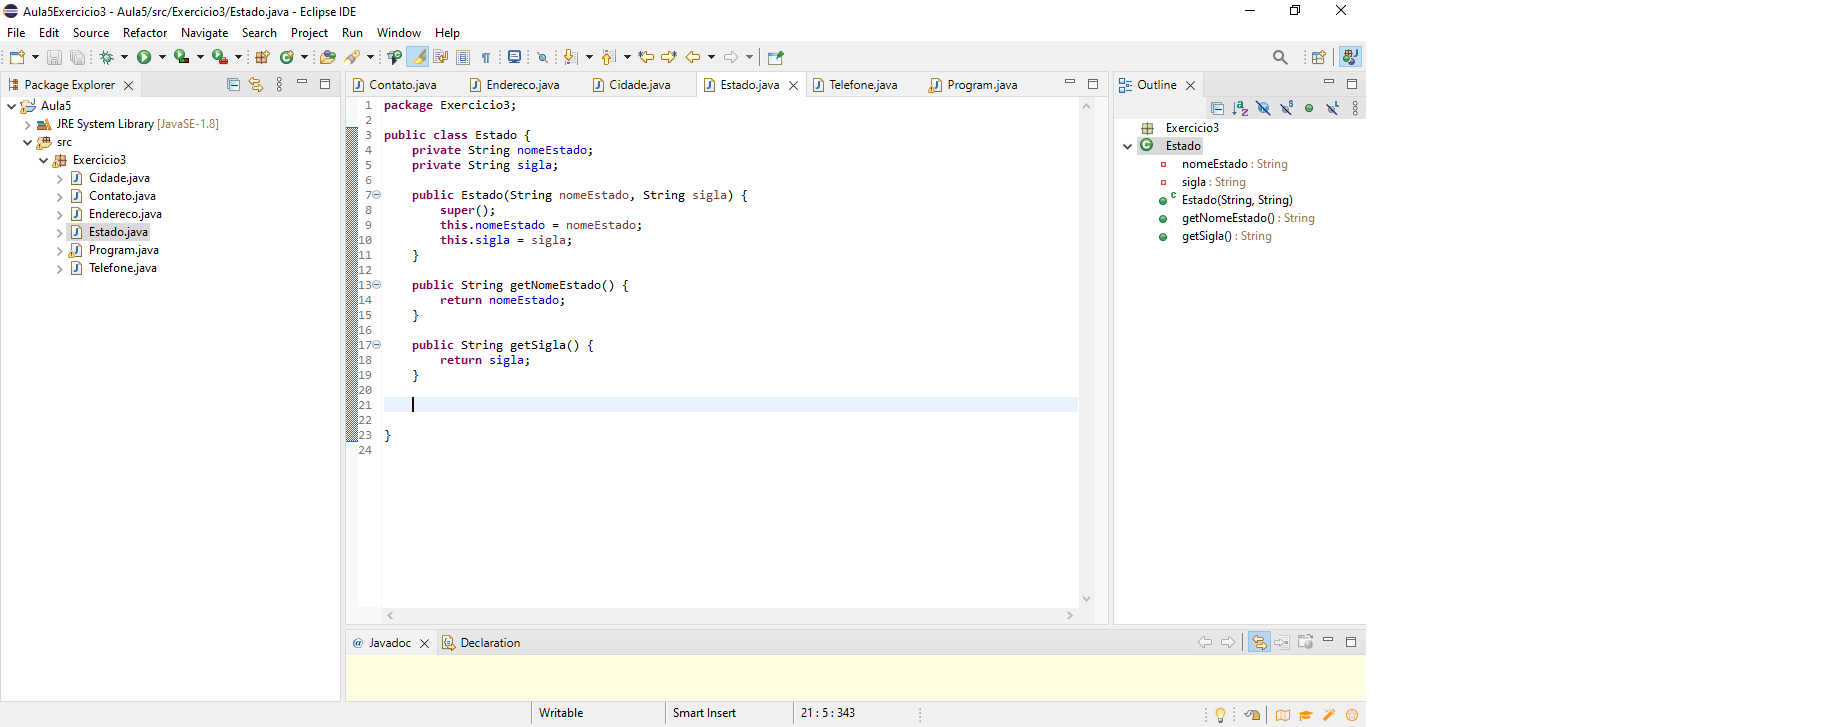 Aula5Exercicio3 - Aula5/src/Exercicio3/Estado.java - Eclipse IDE
File Edit Source Refactor Navigate Search Project Run Window Help
Package Explorer
Aula5
JRE System Library [JavaSE-1.8]
src
Exercicio3
Cidade.java
Contato.java
Endereco.java
Estado.java
Program.java
Telefone.java
Contato.java Endereco.java Cidade.java Estado.java Telefone.java Program.java
1 package Exercicio3;
2
3 public class Estado {
4 private String nomeEstado;
5 private String sigla;
6
7 public Estado(String nomeEstado, String sigla) {
8 super();
9 this.nomeEstado = nomeEstado;
10 this.sigla = sigla;
11 }
12
13 public String getNomeEstado() {
14 return nomeEstado;
15 }
16
17 public String getSigla() {
18 return sigla;
19 }
20
21
22
23 }
24
Outline
Exercicio3
Estado
nomeEstado : String
sigla : String
Estado(String, String)
getNomeEstado() : String
getSigla() : String
@ Javadoc Declaration
Writable Smart Insert 21 : 5 : 343